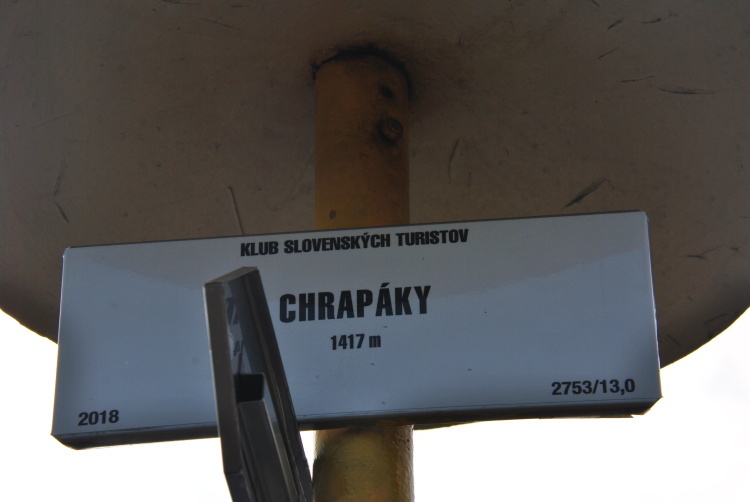 KLUB SLOVENSKÝCH TURISTOV
CHRAPÁKY
1417 m
2018
2753/13,0